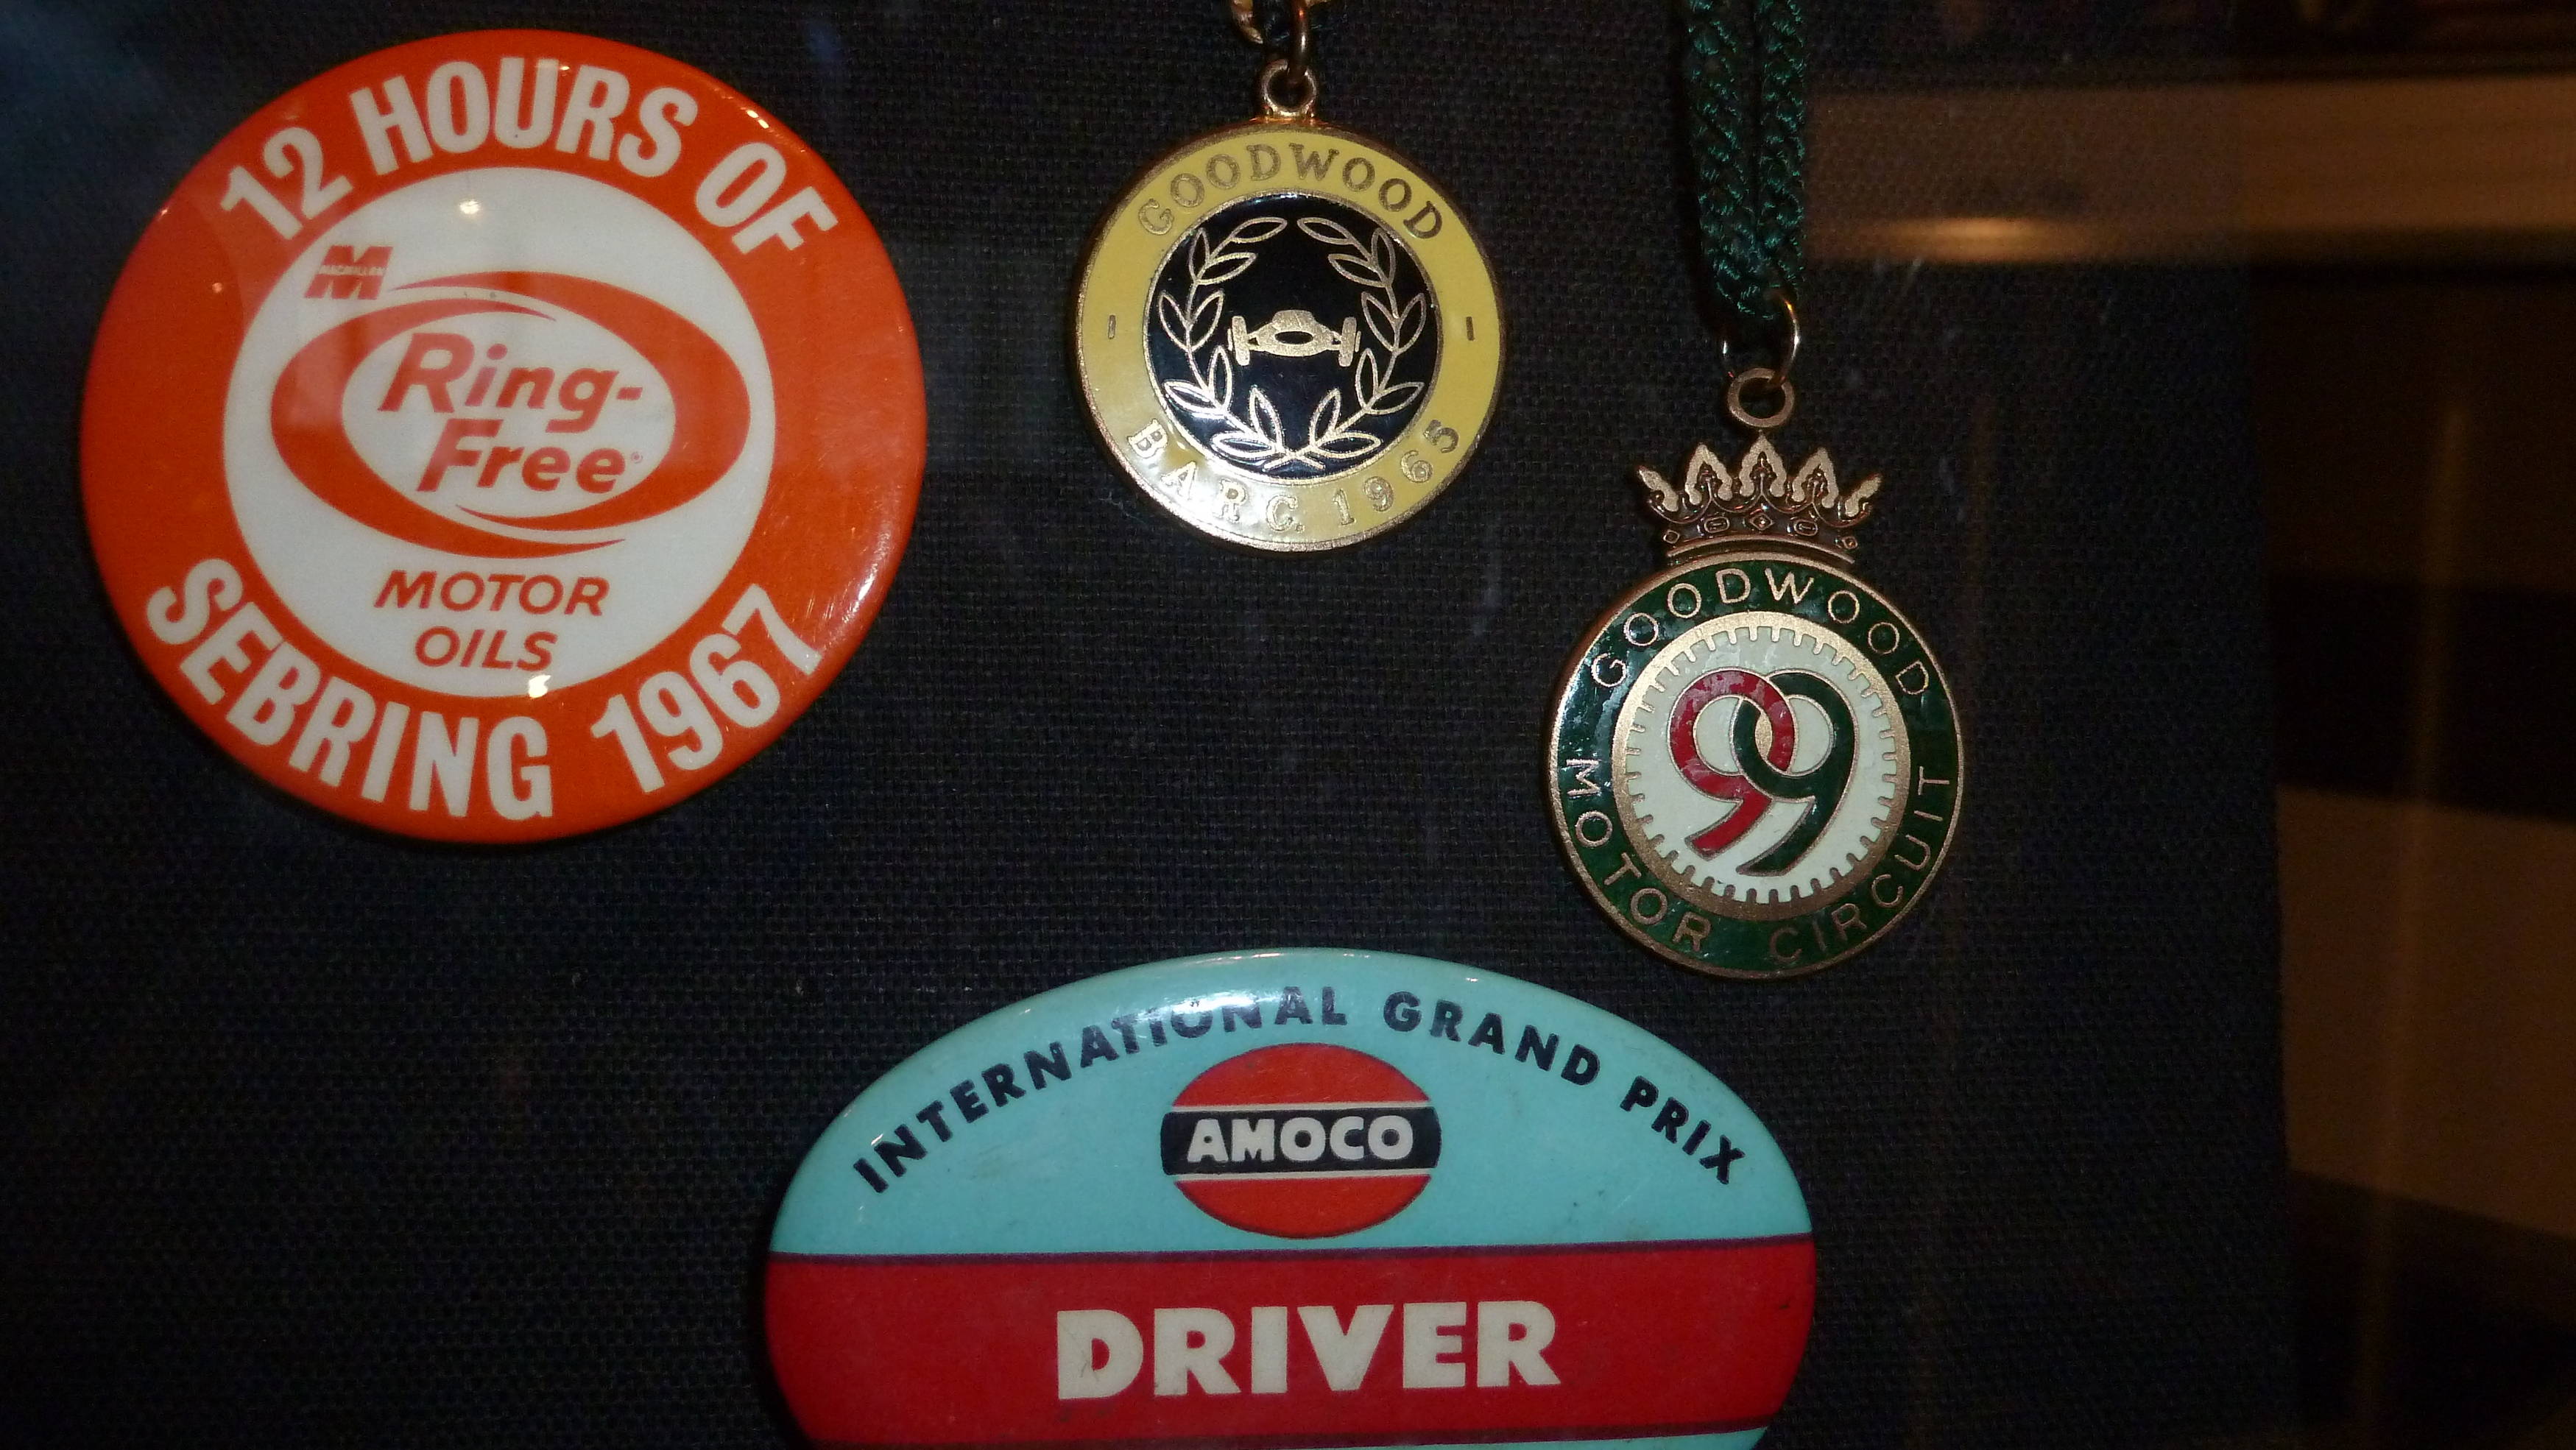 12 HOURS OF
M
MACMILLAN
Ring-
Free
MOTOR
OILS
SEBRING 1967
GOODWOOD
B.A.R.C. 1965
GOODWOOD
99
MOTOR CIRCUIT
INTERNATIONAL GRAND PRIX
AMOCO
DRIVER